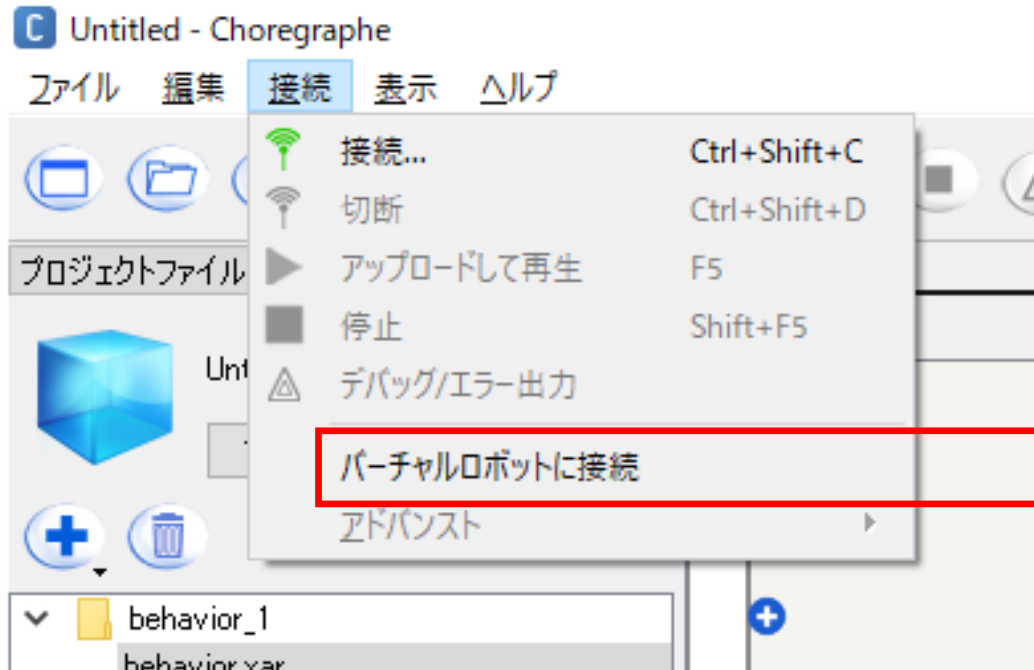 Untitled - Choregraphe
ファイル 編集 接続 表示 ヘルプ
接続... Ctrl+Shift+C
切断 Ctrl+Shift+D
プロジェクトファイル
アップロードして再生 F5
停止 Shift+F5
Unt
デバッグ/エラー出力
バーチャルロボットに接続
アドバンスト
behavior_1
behavior.xar